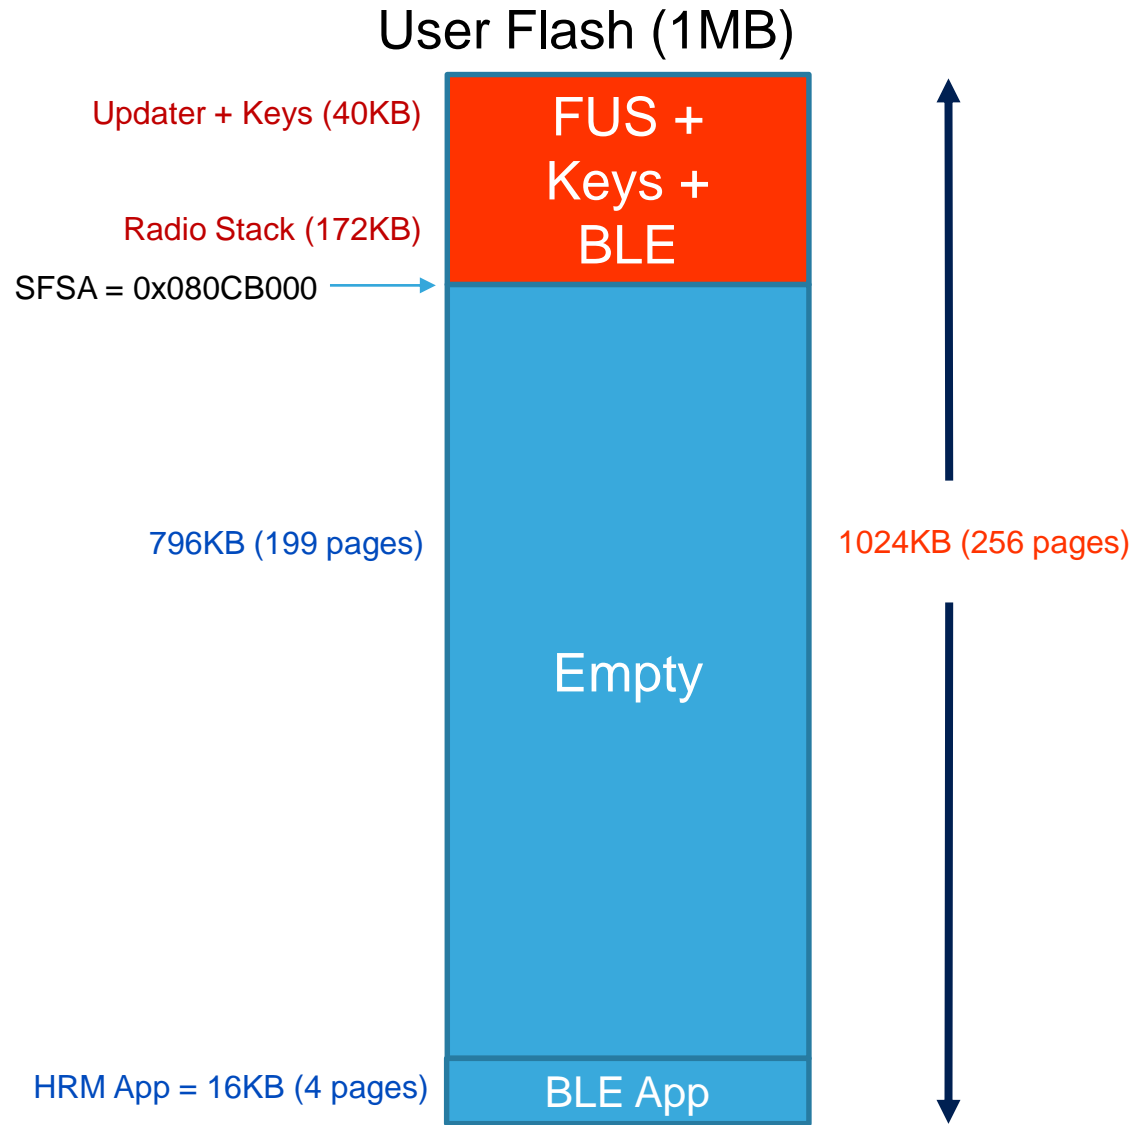 User Flash (1MB)
Updater + Keys (40KB)
FUS +
Keys +
BLE
Radio Stack (172KB)
SFSA = 0x080CB000
796KB (199 pages)
1024KB (256 pages)
Empty
HRM App = 16KB (4 pages)
BLE App